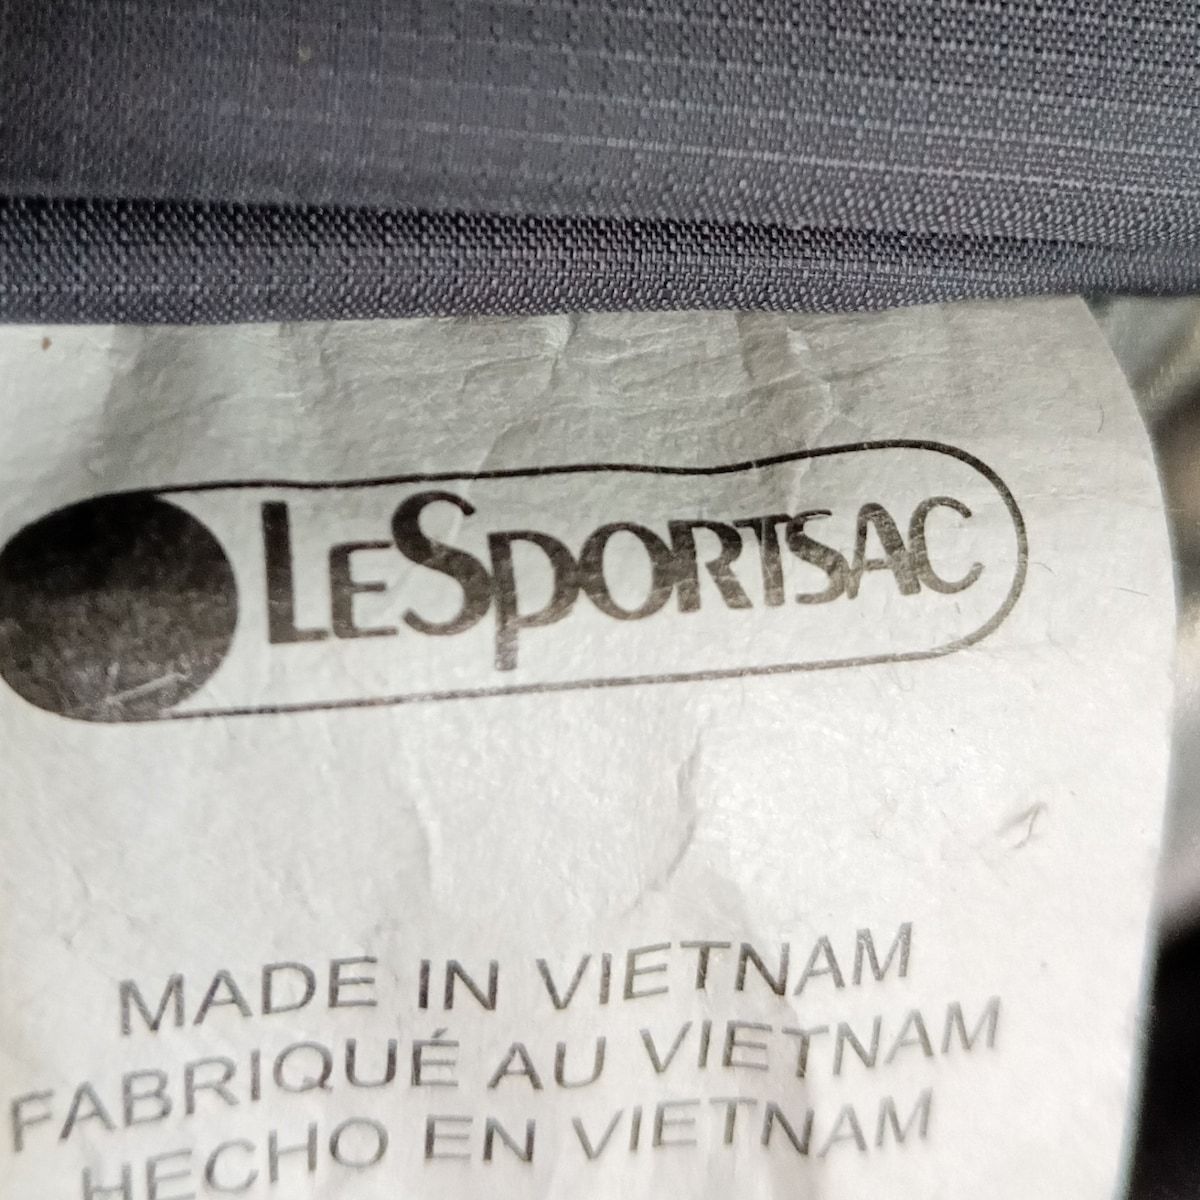 LESPORTSAC
MADE IN VIETNAM
FABRIQUÉ AU VIETNAM
HECHO EN VIETNAM